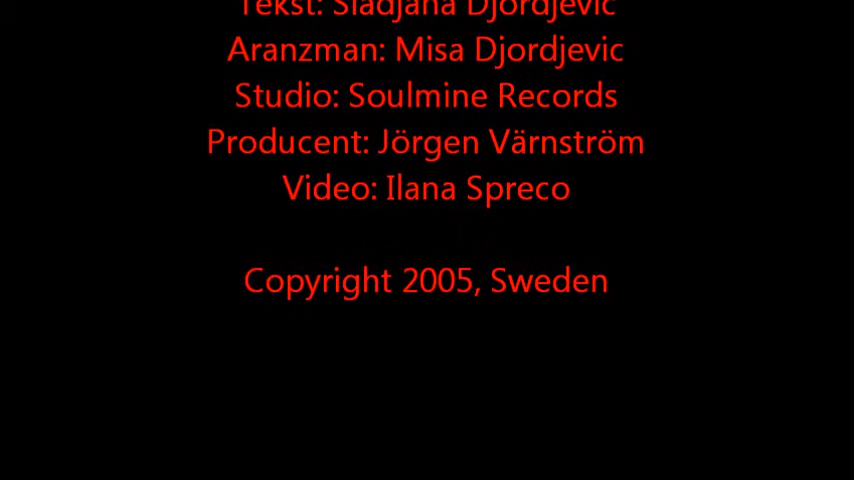 Tekst: Sladjana Djordjevic
Aranzman: Misa Djordjevic
Studio: Soulmine Records
Producent: Jörgen Värnström
Video: Ilana Spreco
Copyright 2005, Sweden